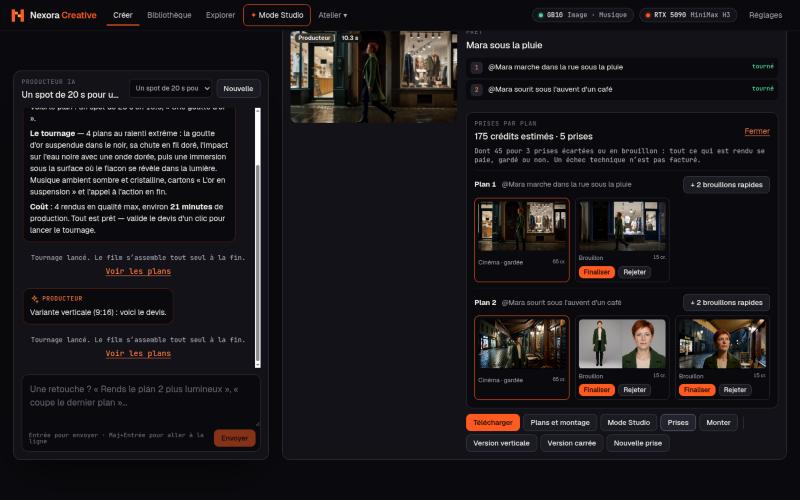 Nexora Creative
Créer
Bibliothèque
Explorer
Mode Studio
Atelier ▾
GB10 Image · Musique
RTX 5090 MiniMax H3
Réglages
PRODUCTEUR IA
Un spot de 20 s pour u...
Un spot de 20 s pou
Nouvelle
».
Le tournage — 4 plans au ralenti extrême : la goutte
d'or suspendue dans le noir, sa chute en fil doré, l'impact
sur l'eau noire avec une onde dorée, puis une immersion
sous la surface où le flacon se révèle dans la lumière.
Musique ambient sombre et cristalline, cartons « L'or en
suspension » et l'appel à l'action en fin.
Coût : 4 rendus en qualité max, environ 21 minutes de
production. Tout est prêt — valide le devis d'un clic pour
lancer le tournage.
Tournage lancé. Le film s'assemble tout seul à la fin.
Voir les plans
PRODUCTEUR
Variante verticale (9:16) : voici le devis.
Tournage lancé. Le film s'assemble tout seul à la fin.
Voir les plans
Une retouche ? « Rends le plan 2 plus lumineux », «
coupe le dernier plan »…
Entrée pour envoyer · Maj+Entrée pour aller à la
ligne
Envoyer
Producteur
10.3 s
Mara sous la pluie
1 @Mara marche dans la rue sous la pluie tourné
2 @Mara sourit sous l'auvent d'un café tourné
PRISES PAR PLAN
175 crédits estimés · 5 prises
Fermer
Dont 45 pour 3 prises écartées ou en brouillon : tout ce qui est rendu se
paie, gardé ou non. Un échec technique n'est pas facturé.
Plan 1 @Mara marche dans la rue sous la pluie
+ 2 brouillons rapides
Cinéma · gardée 65 cr.
Brouillon 15 cr.
Finaliser
Rejeter
Plan 2 @Mara sourit sous l'auvent d'un café
+ 2 brouillons rapides
Cinéma · gardée 65 cr.
Brouillon 15 cr.
Finaliser
Rejeter
Brouillon 15 cr.
Finaliser
Rejeter
Télécharger
Plans et montage
Mode Studio
Prises
Monter
Version verticale
Version carrée
Nouvelle prise